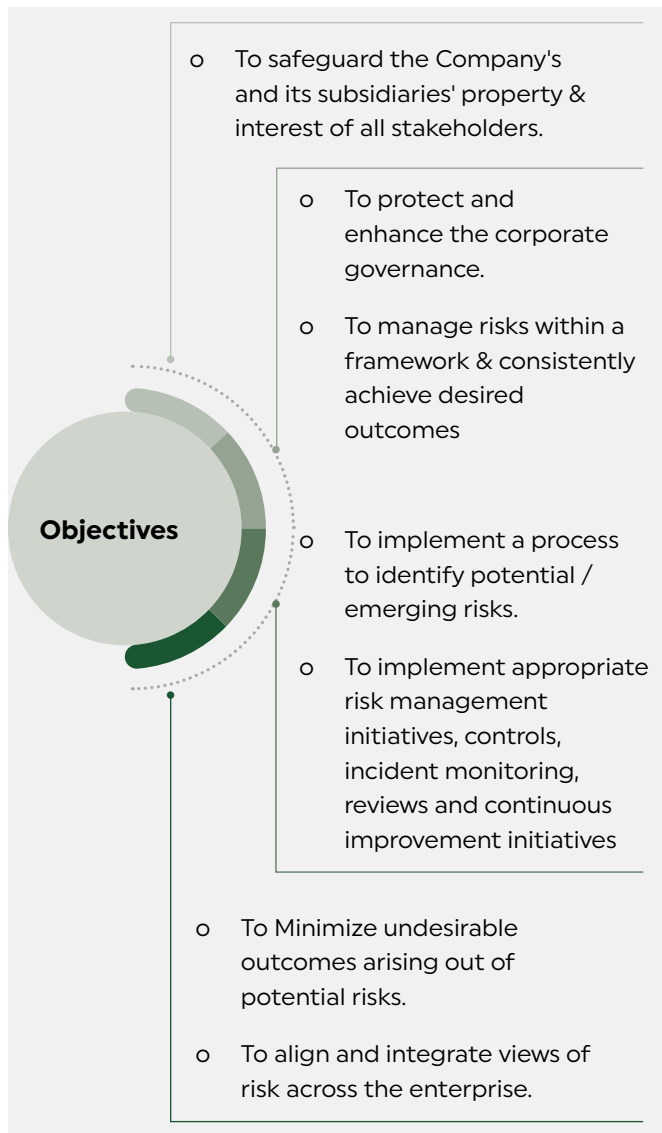 o To safeguard the Company's
and its subsidiaries' property &
interest of all stakeholders.
o To protect and
enhance the corporate
governance.
o To manage risks within a
framework & consistently
achieve desired
outcomes
Objectives
o To implement a process
to identify potential /
emerging risks.
o To implement appropriate
risk management
initiatives, controls,
incident monitoring,
reviews and continuous
improvement initiatives
o To Minimize undesirable
outcomes arising out of
potential risks.
o To align and integrate views of
risk across the enterprise.